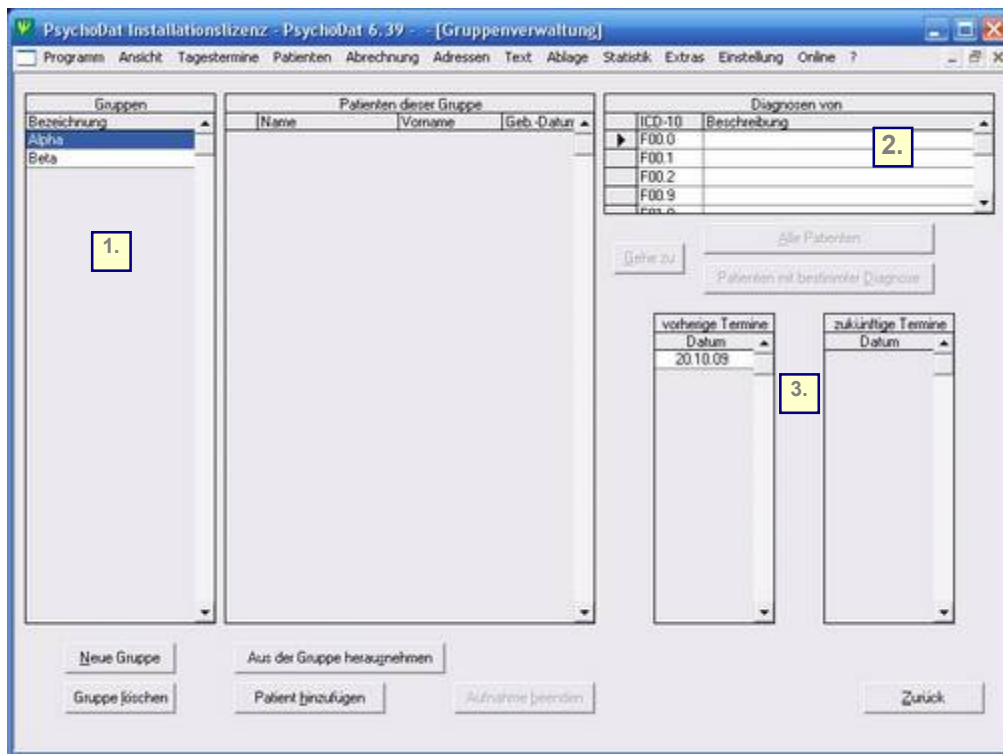 PsychoDat Installationslizenz - PsychoDat 6.39 - - [Gruppenverwaltung]
Programm Ansicht Tagestermine Patienten Abrechnung Adressen Text Ablage Statistik Extras Einstellung Online ?
Gruppen
Bezeichnung
Alpha
Beta
1.
Patienten dieser Gruppe
Name Vorname Geb.-Datum
Diagnosen von
ICD-10 Beschreibung
F00.0
F00.1
F00.2
F00.9
F01.0
2.
Gehe zu
Alle Patienten
Patienten mit bestimmter Diagnose
vorherige Termine
Datum
20.10.09
3.
zukünftige Termine
Datum
Neue Gruppe
Aus der Gruppe herausnehmen
Gruppe löschen
Patient hinzufügen
Aufnahme beenden
Zurück